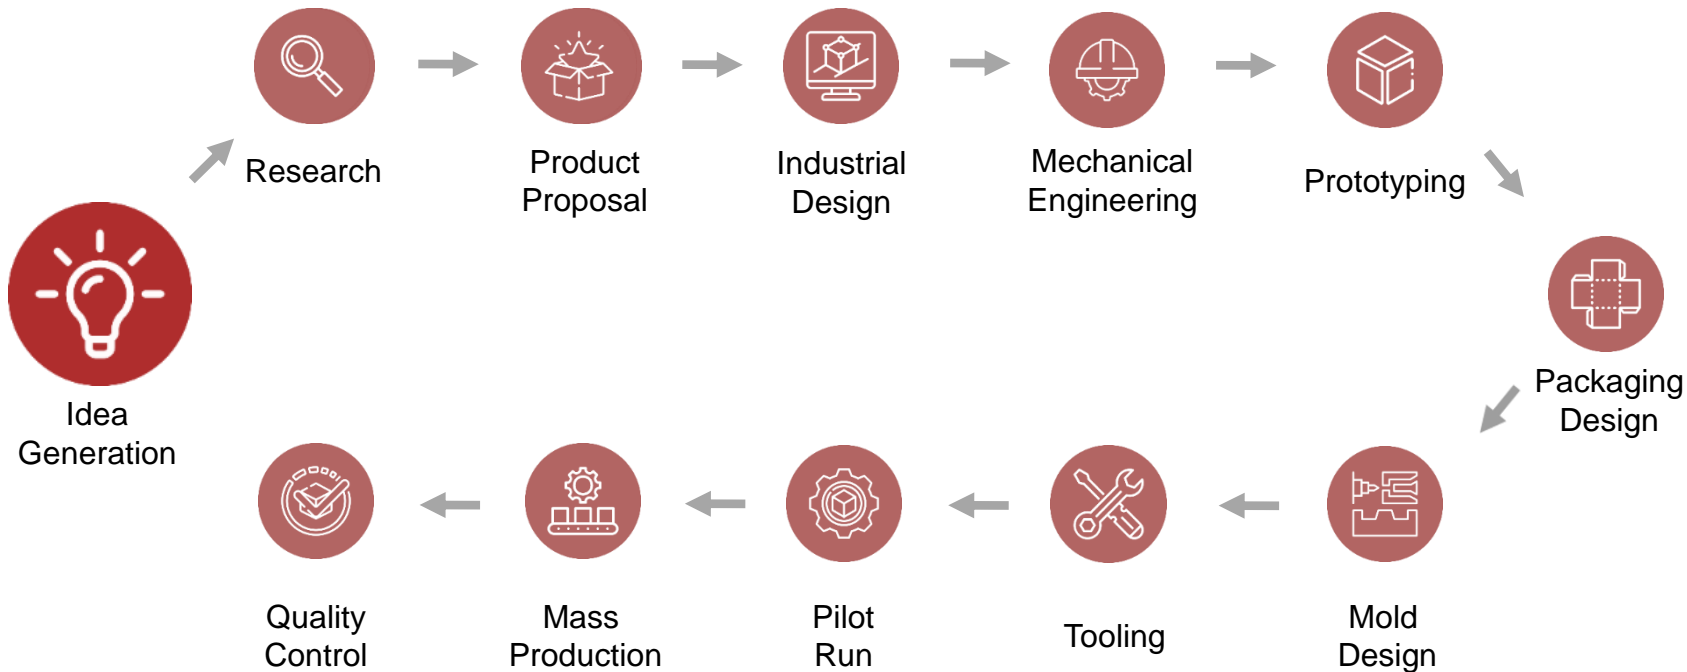 Idea
Generation
Research
Product
Proposal
Industrial
Design
Mechanical
Engineering
Prototyping
Packaging
Design
Mold
Design
Tooling
Pilot
Run
Mass
Production
Quality
Control